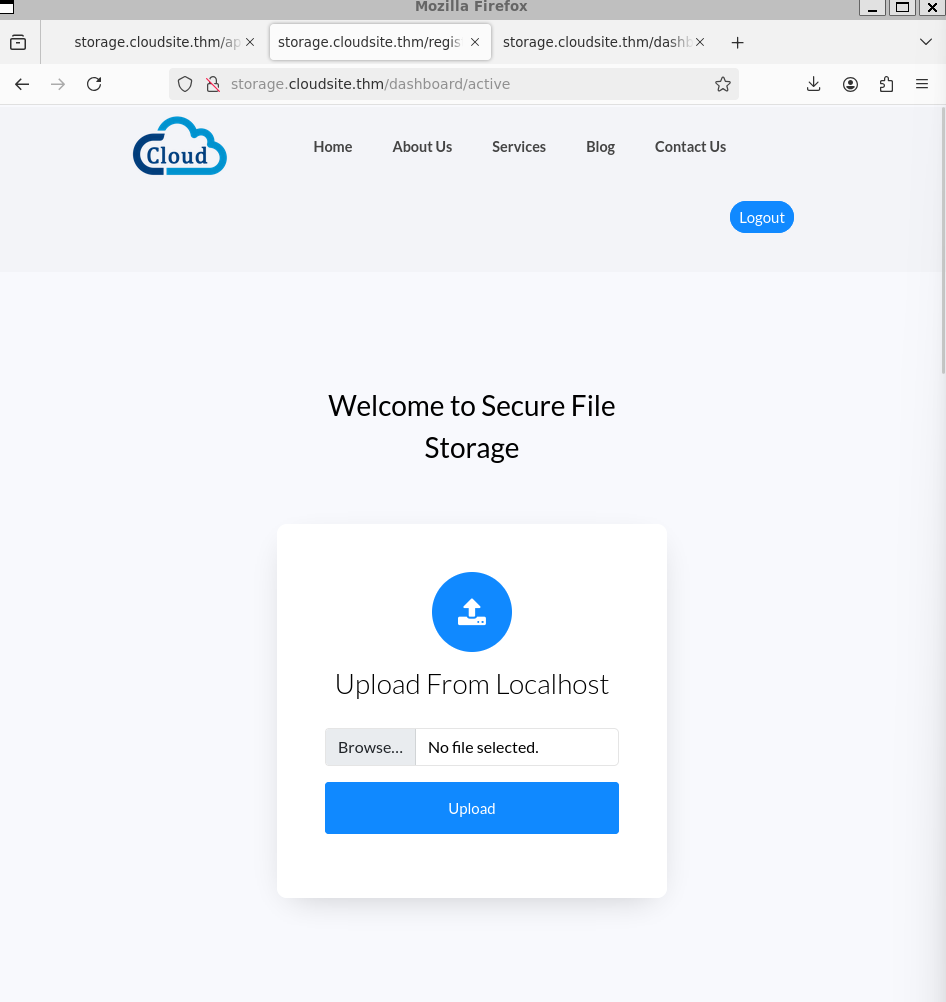 Mozilla Firefox
storage.cloudsite.thm/ap
storage.cloudsite.thm/regis
storage.cloudsite.thm/dashb
storage.cloudsite.thm/dashboard/active
Cloud
Home
About Us
Services
Blog
Contact Us
Logout
Welcome to Secure File
Storage
Upload From Localhost
Browse...
No file selected.
Upload